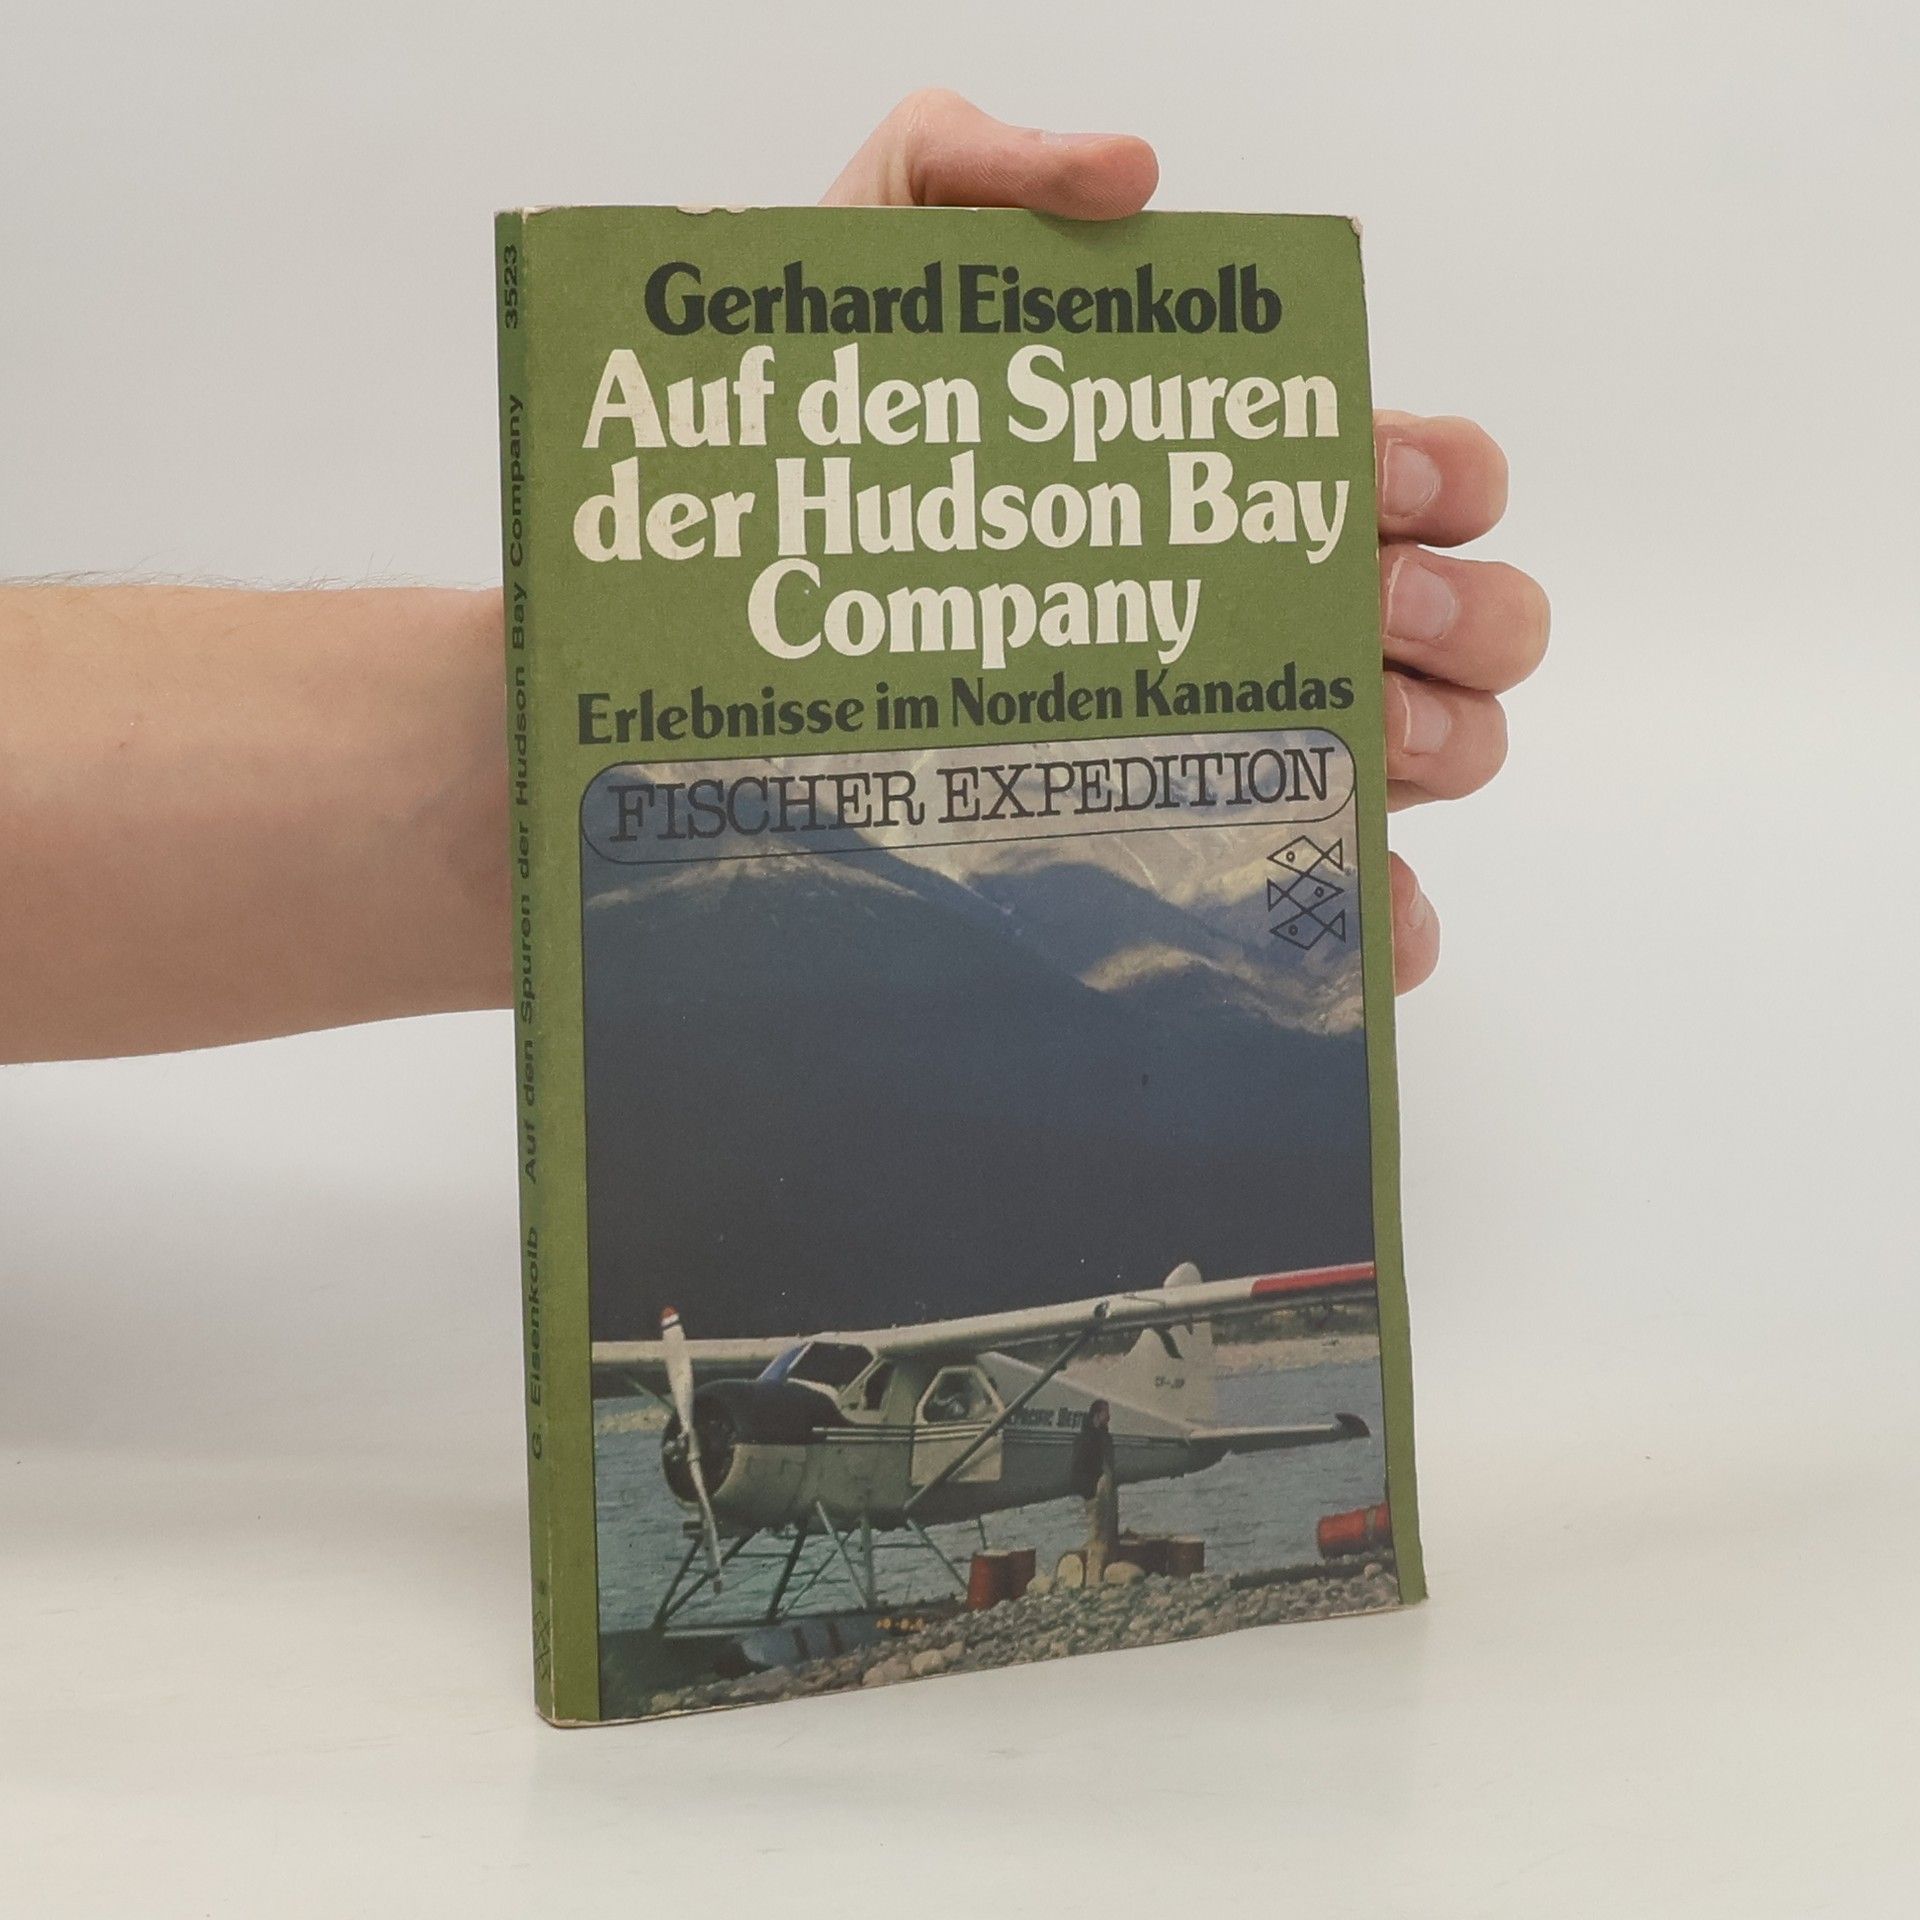 Gerhard Eisenkolb
Auf den Spuren
der Hudson Bay
Company
Erlebnisse im Norden Kanadas
FISCHER EXPEDITION
G. Eisenkolb Auf den Spuren der Hudson Bay Company 3523